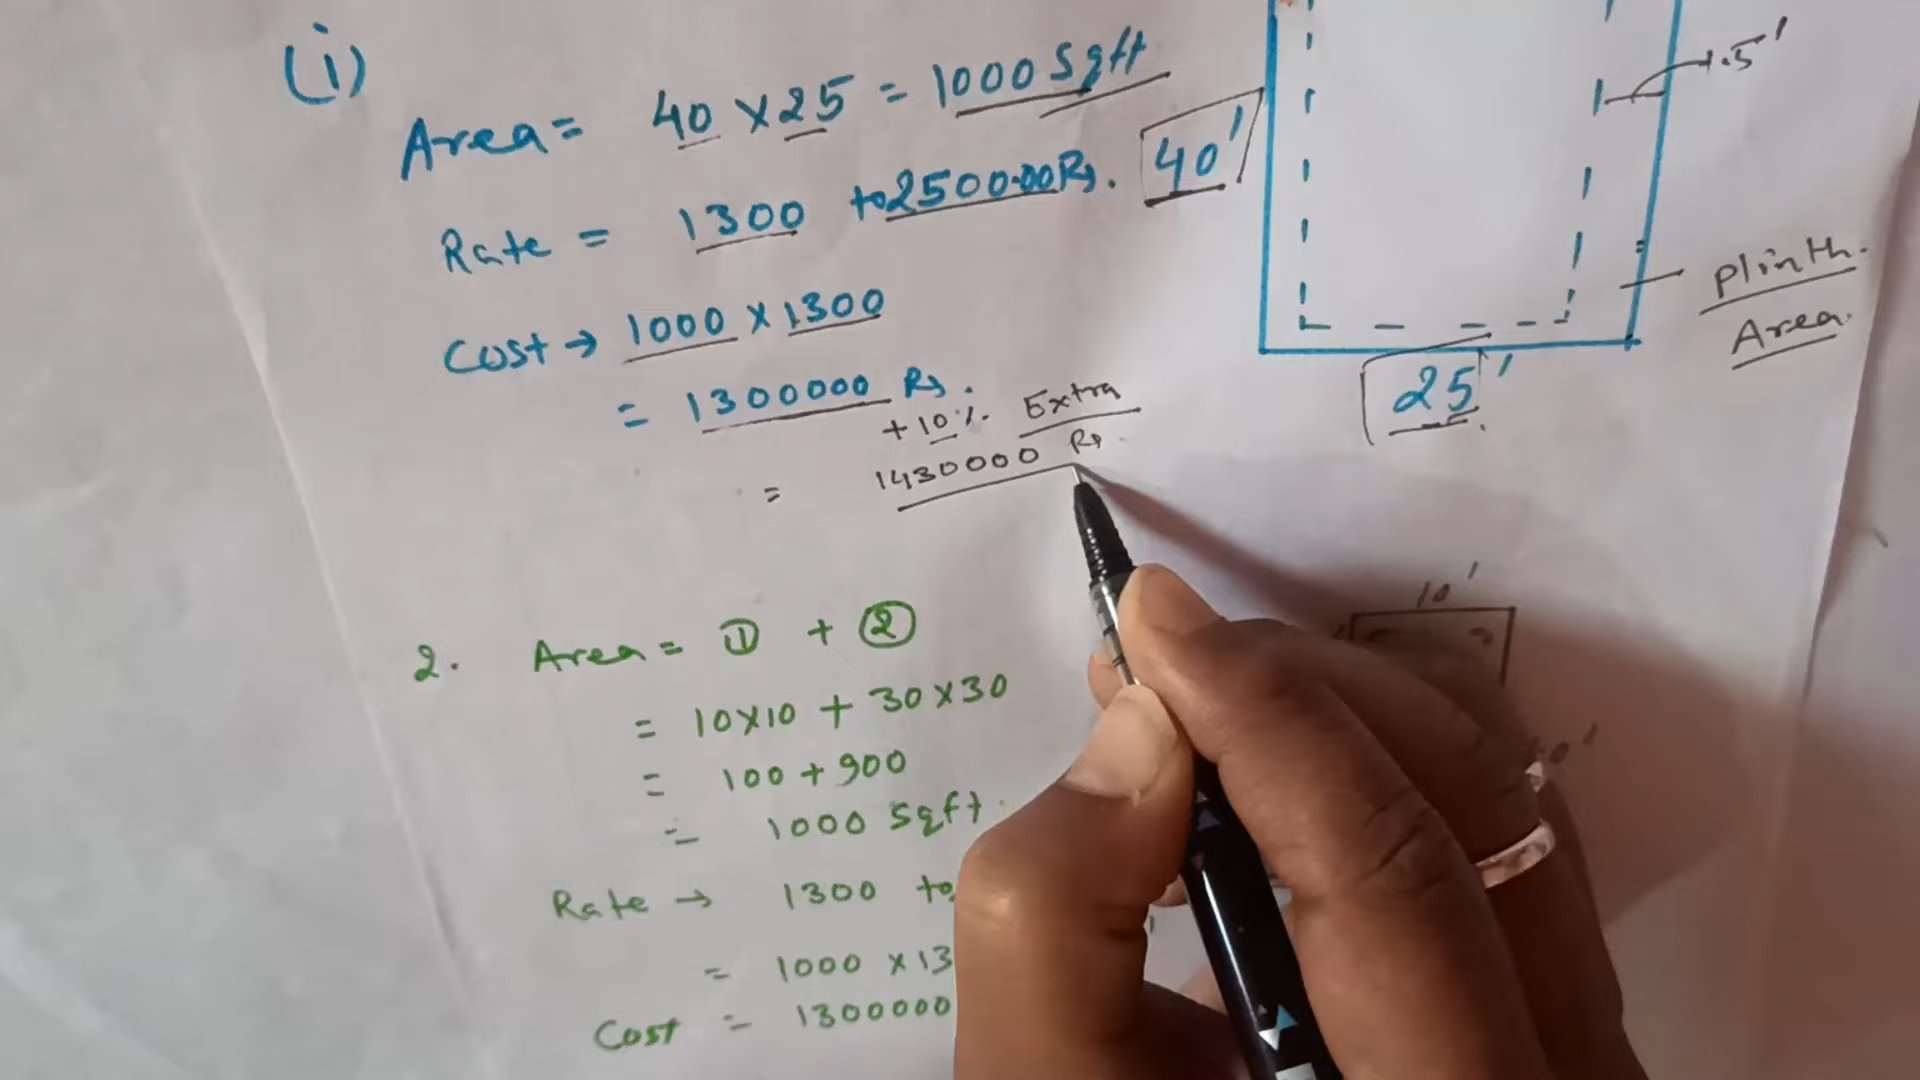 (i)
Area = 40 x 25 = 1000 Sqft
Rate = 1300 to 2500.00 Rs.
Cost → 1000 x 1300
= 1300000 Rs.
+ 10 % Extra
= 1430000 Rs
40'
25'
1.5'
Plinth.
Area.
2. Area = ① + ②
= 10x10 + 30x30
= 100 + 900
= 1000 Sqft.
Rate → 1300 to
= 1000 x 13
Cost = 1300000
10'